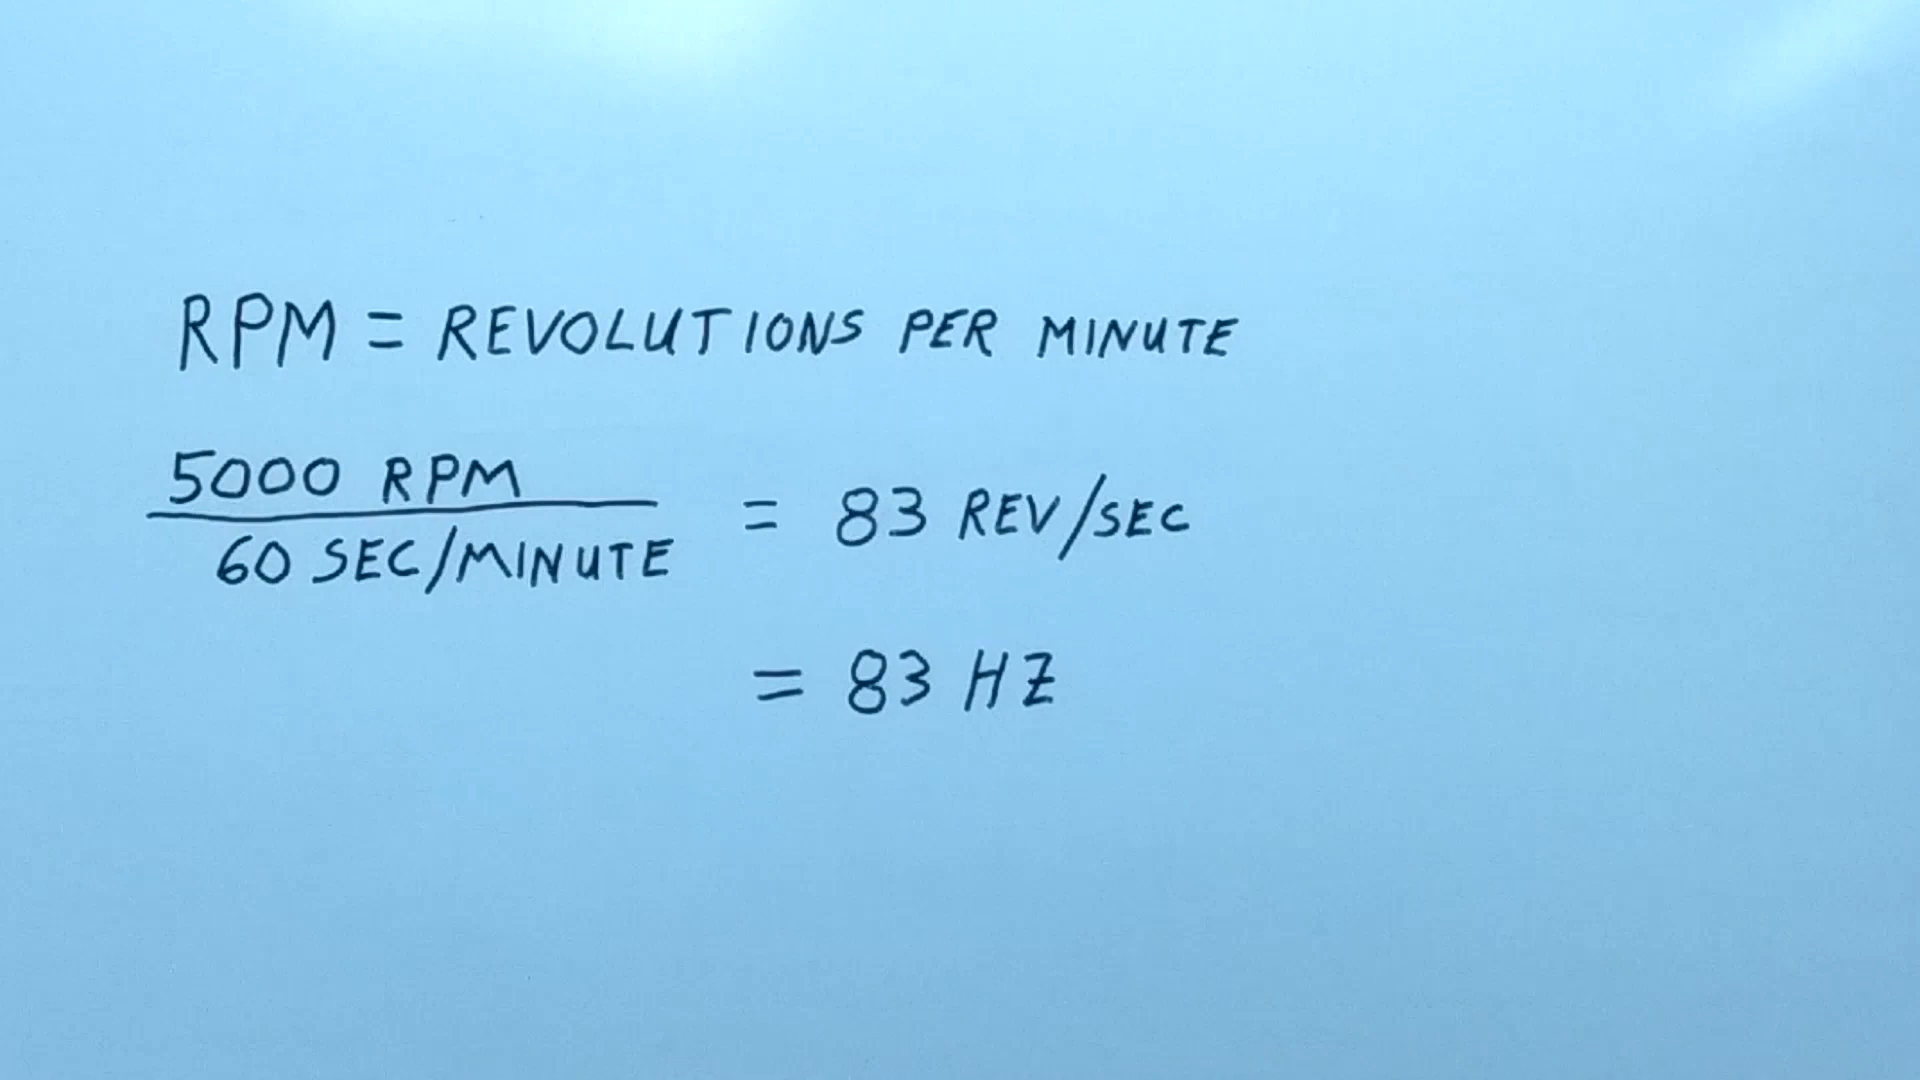 RPM = REVOLUTIONS PER MINUTE
5000 RPM
60 SEC/MINUTE
= 83 REV/SEC
= 83 HZ